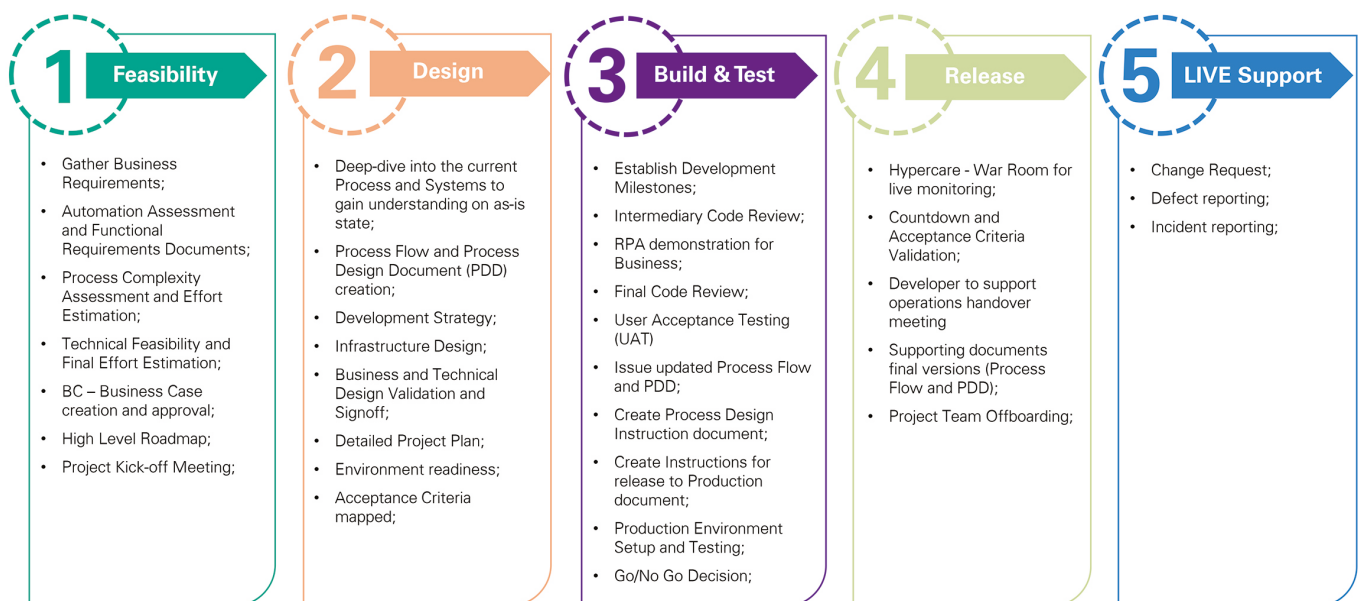 1
Feasibility
• Gather Business
Requirements;
• Automation Assessment
and Functional
Requirements Documents;
• Process Complexity
Assessment and Effort
Estimation;
• Technical Feasibility and
Final Effort Estimation;
• BC – Business Case
creation and approval;
• High Level Roadmap;
• Project Kick-off Meeting;
2
Design
• Deep-dive into the current
Process and Systems to
gain understanding on as-is
state;
• Process Flow and Process
Design Document (PDD)
creation;
• Development Strategy;
• Infrastructure Design;
• Business and Technical
Design Validation and
Signoff;
• Detailed Project Plan;
• Environment readiness;
• Acceptance Criteria
mapped;
3
Build & Test
• Establish Development
Milestones;
• Intermediary Code Review;
• RPA demonstration for
Business;
• Final Code Review;
• User Acceptance Testing
(UAT)
• Issue updated Process Flow
and PDD;
• Create Process Design
Instruction document;
• Create Instructions for
release to Production
document;
• Production Environment
Setup and Testing;
• Go/No Go Decision;
4
Release
• Hypercare - War Room for
live monitoring;
• Countdown and
Acceptance Criteria
Validation;
• Developer to support
operations handover
meeting
• Supporting documents
final versions (Process
Flow and PDD);
• Project Team Offboarding;
5
LIVE Support
• Change Request;
• Defect reporting;
• Incident reporting;